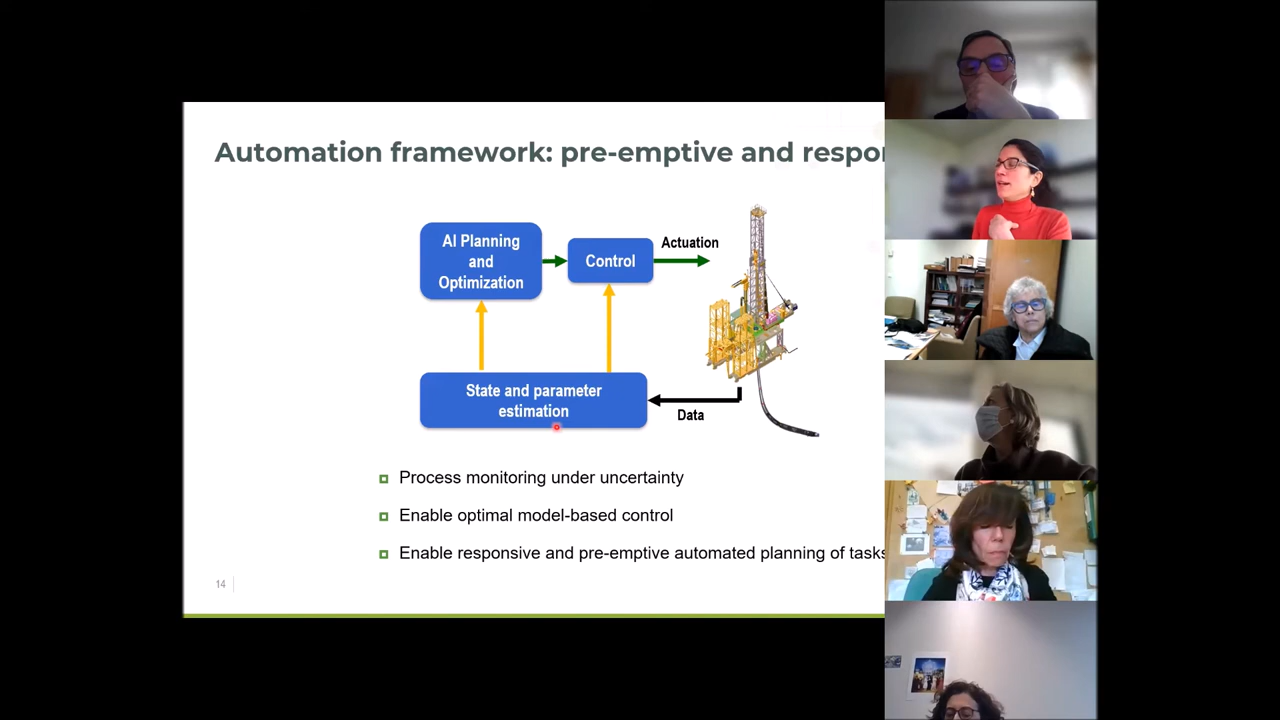 Automation framework: pre-emptive and respo
AI Planning
and
Optimization
Control
Actuation
State and parameter
estimation
Data
Process monitoring under uncertainty
Enable optimal model-based control
Enable responsive and pre-emptive automated planning of tasks
14